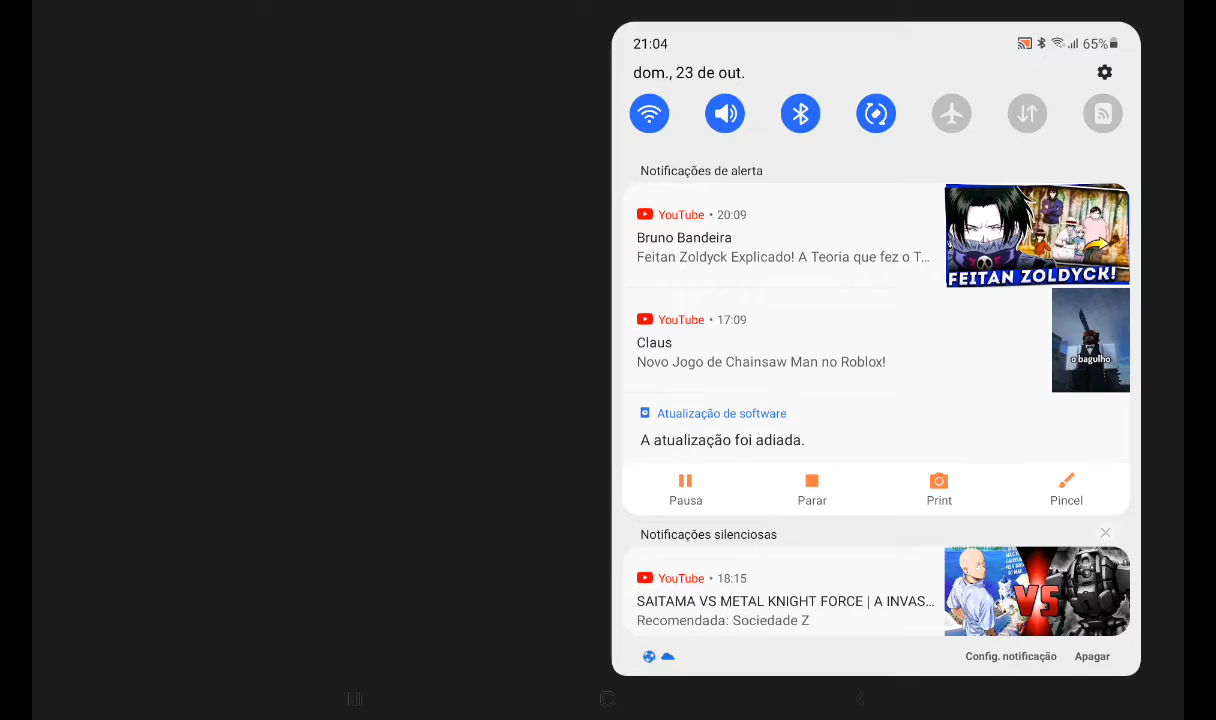 21:04
65%
dom., 23 de out.
Notificações de alerta
YouTube • 20:09
Bruno Bandeira
Feitan Zoldyck Explicado! A Teoria que fez o T...
FEITAN ZOLDYCK!
YouTube • 17:09
Claus
Novo Jogo de Chainsaw Man no Roblox!
o bagulho
Atualização de software
A atualização foi adiada.
Pausa
Parar
Print
Pincel
Notificações silenciosas
YouTube • 18:15
SAITAMA VS METAL KNIGHT FORCE | A INVAS...
Recomendada: Sociedade Z
VS
Config. notificação
Apagar